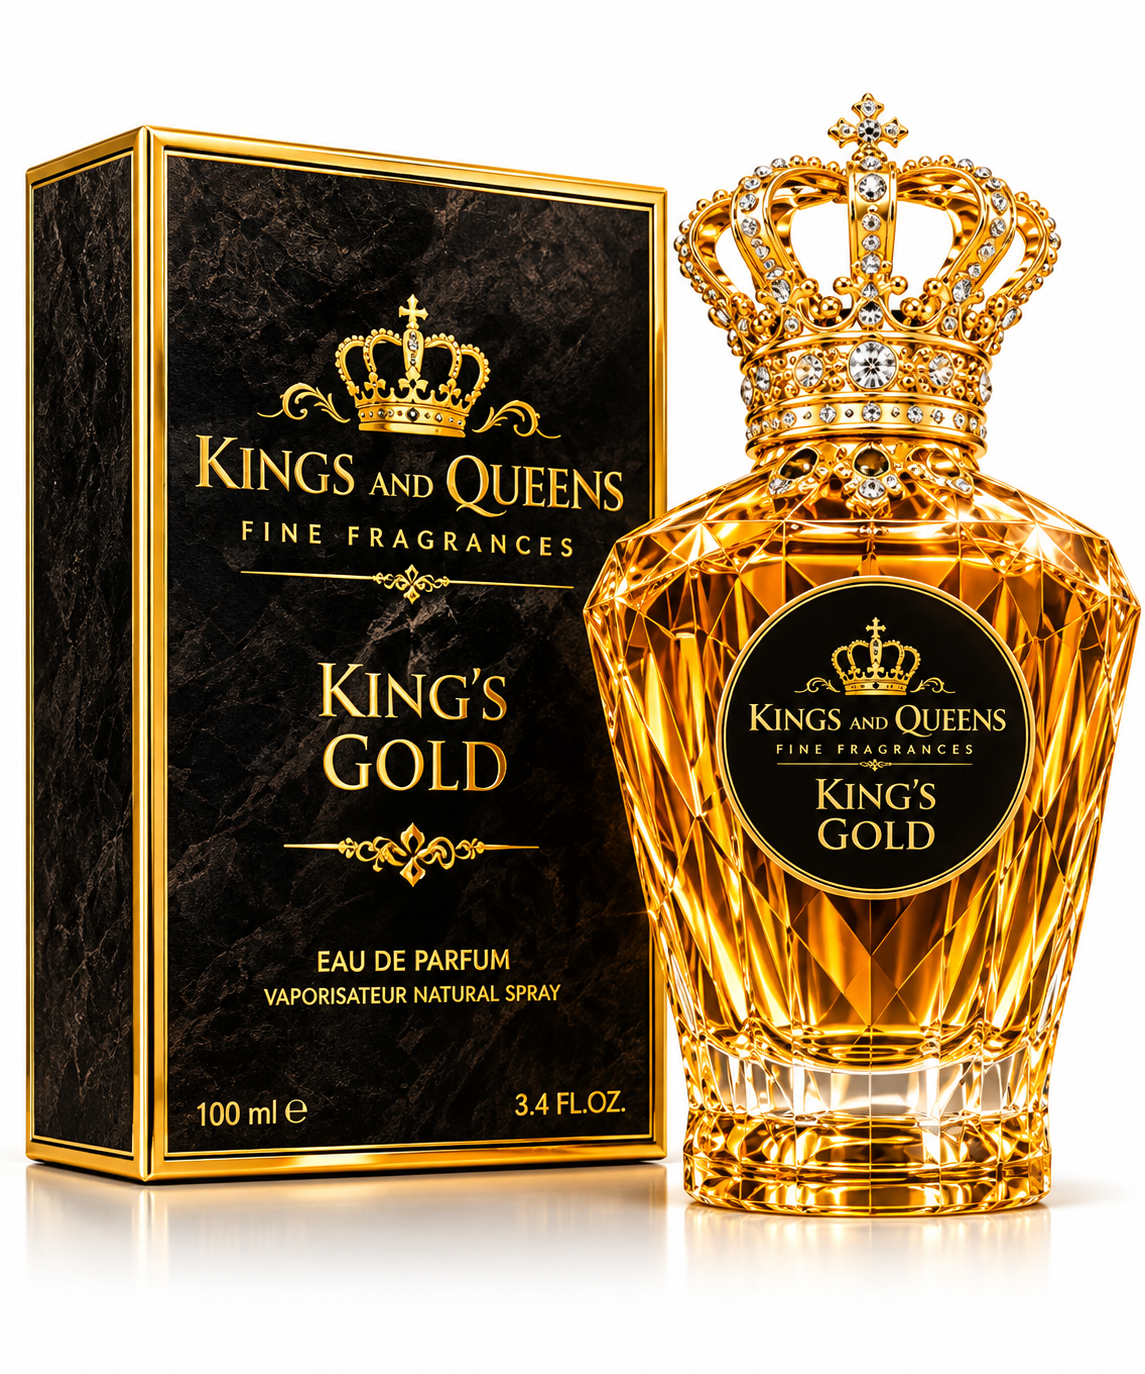 KINGS AND QUEENS
FINE FRAGRANCES
KING'S
GOLD
EAU DE PARFUM
VAPORISATEUR NATURAL SPRAY
100 ml ℮
3.4 FL.OZ.
KINGS AND QUEENS
FINE FRAGRANCES
KING'S
GOLD